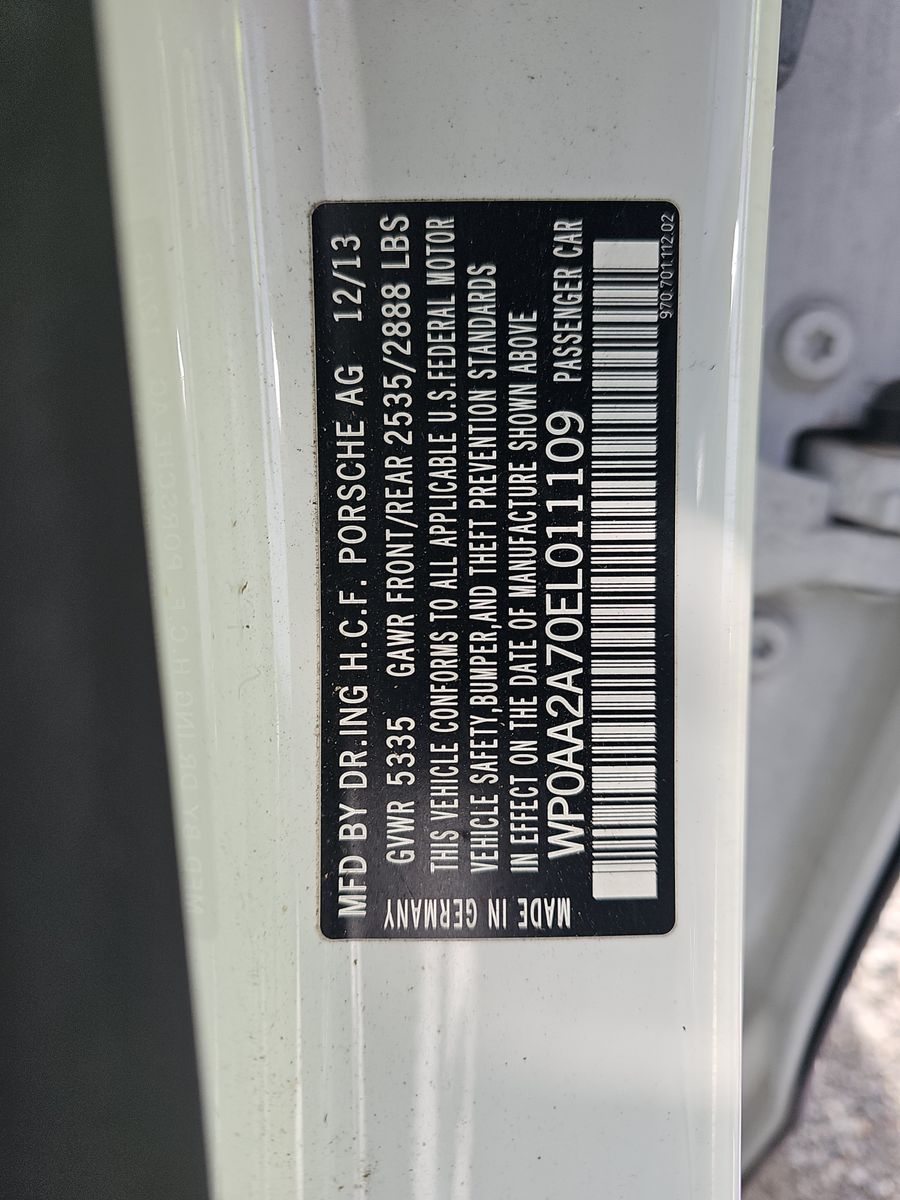 MFD BY DR.ING H.C.F. PORSCHE AG 12/13
GVWR 5335 GAWR FRONT/REAR 2535/2888 LBS
THIS VEHICLE CONFORMS TO ALL APPLICABLE U.S.FEDERAL MOTOR
VEHICLE SAFETY,BUMPER,AND THEFT PREVENTION STANDARDS
IN EFFECT ON THE DATE OF MANUFACTURE SHOWN ABOVE
WP0AA2A70EL011109 PASSENGER CAR
970.701.112.02
MADE IN GERMANY